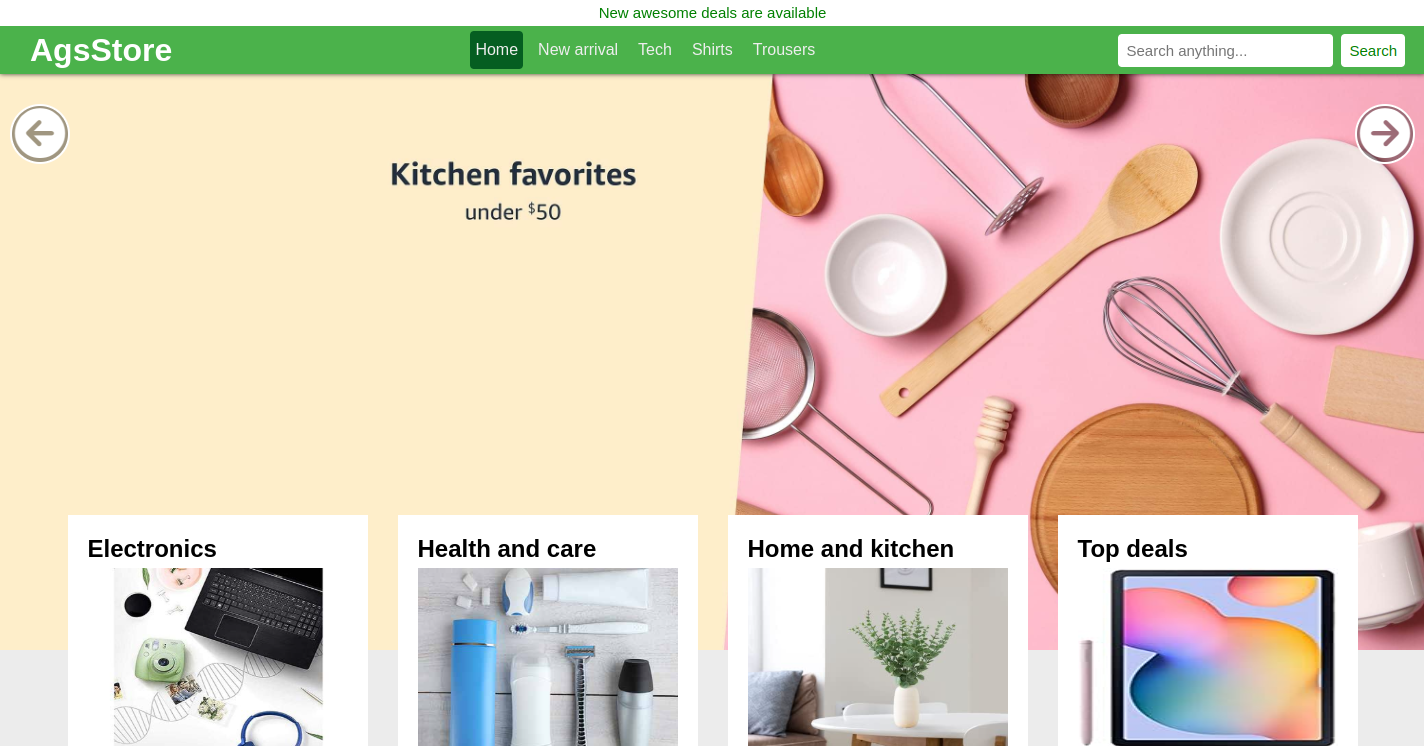 New awesome deals are available
AgsStore
Home New arrival Tech Shirts Trousers
Search anything... Search
Kitchen favorites
under $50
Electronics
Health and care
Home and kitchen
Top deals